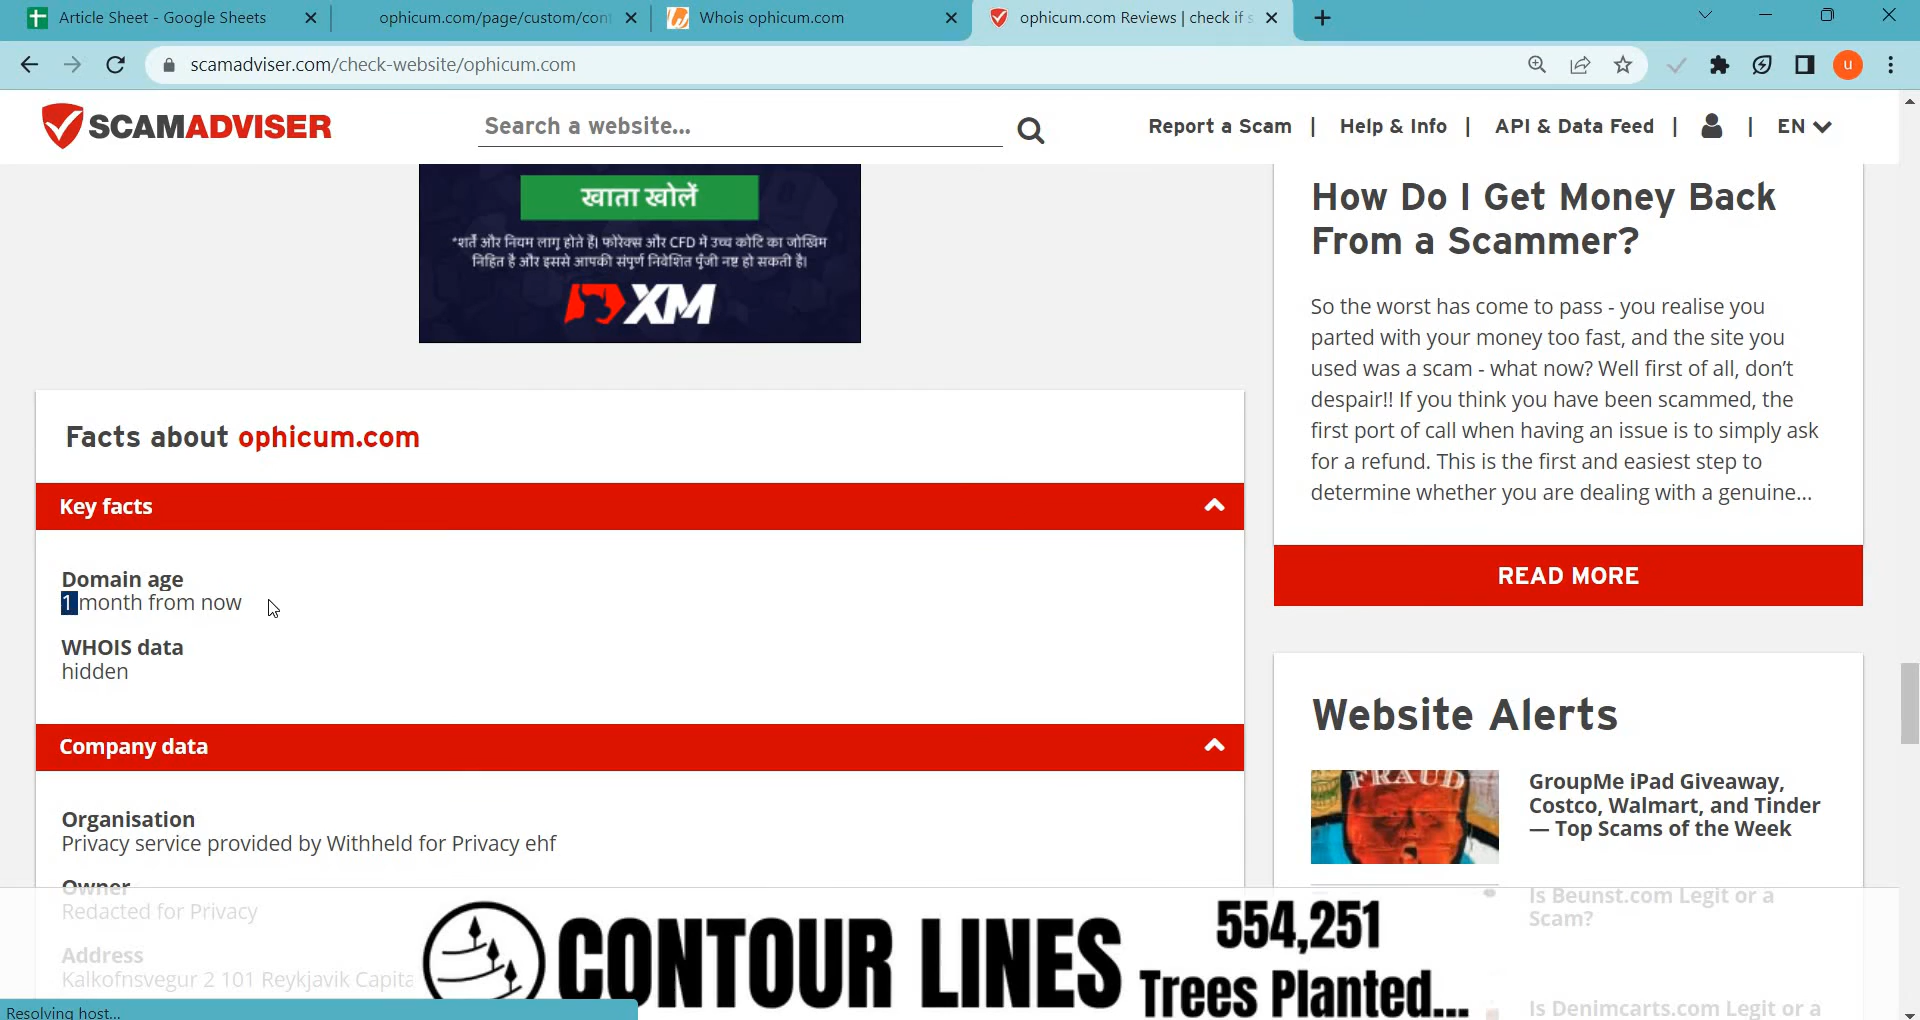 Article Sheet - Google Sheets
ophicum.com/page/custom/con
Whois ophicum.com
ophicum.com Reviews | check if s
scamadviser.com/check-website/ophicum.com
u
SCAMADVISER
Search a website...
Report a Scam | Help & Info | API & Data Feed | | EN
खाता खोलें
*शर्तें और नियम लागू होते हैं। फोरेक्स और CFD में उच्च कोटि का जोखिम
निहित है और इससे आपकी संपूर्ण निवेशित पूँजी नष्ट हो सकती है।
XM
Facts about ophicum.com
Key facts
Domain age
1 month from now
WHOIS data
hidden
Company data
Organisation
Privacy service provided by Withheld for Privacy ehf
Owner
Redacted for Privacy
Address
Kalkofnsvegur 2 101 Reykjavik Capita
How Do I Get Money Back
From a Scammer?
So the worst has come to pass - you realise you
parted with your money too fast, and the site you
used was a scam - what now? Well first of all, don't
despair!! If you think you have been scammed, the
first port of call when having an issue is to simply ask
for a refund. This is the first and easiest step to
determine whether you are dealing with a genuine...
READ MORE
Website Alerts
FRAUD
GroupMe iPad Giveaway,
Costco, Walmart, and Tinder
— Top Scams of the Week
Is Beunst.com Legit or a
Scam?
Is Denimcarts.com Legit or a
CONTOUR LINES
554,251
Trees Planted...
Resolving host...